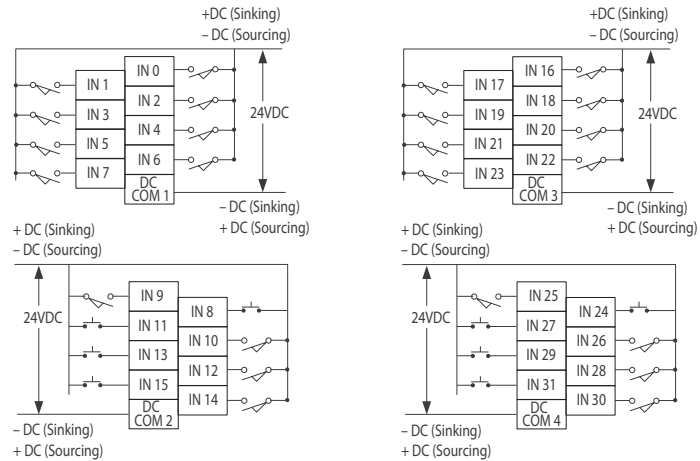 +DC (Sinking)
– DC (Sourcing)
IN 0
IN 1
IN 2
IN 3
IN 4
IN 5
IN 6
IN 7
DC
COM 1
24VDC
– DC (Sinking)
+ DC (Sourcing)
+DC (Sinking)
– DC (Sourcing)
IN 16
IN 17
IN 18
IN 19
IN 20
IN 21
IN 22
IN 23
DC
COM 3
24VDC
– DC (Sinking)
+ DC (Sourcing)
+ DC (Sinking)
– DC (Sourcing)
24VDC
IN 9
IN 8
IN 11
IN 10
IN 13
IN 12
IN 15
IN 14
DC
COM 2
– DC (Sinking)
+ DC (Sourcing)
+ DC (Sinking)
– DC (Sourcing)
24VDC
IN 25
IN 24
IN 27
IN 26
IN 29
IN 28
IN 31
IN 30
DC
COM 4
– DC (Sinking)
+ DC (Sourcing)